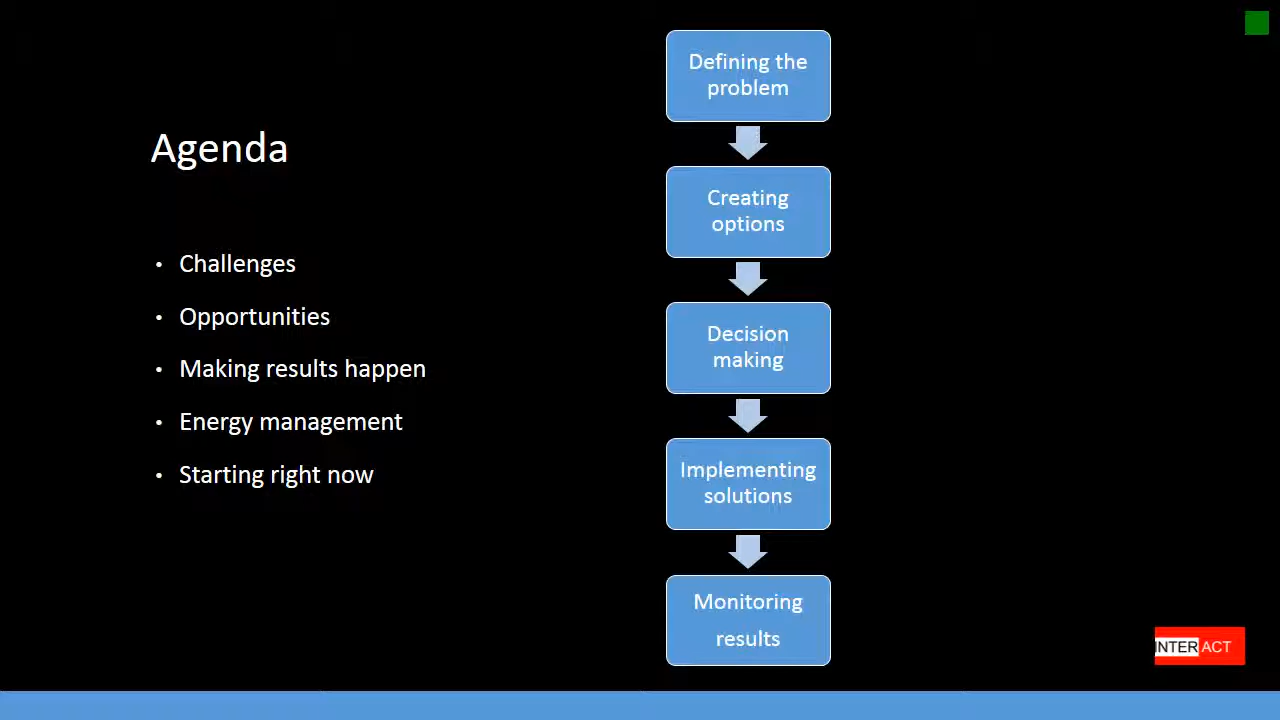 Agenda
• Challenges
• Opportunities
• Making results happen
• Energy management
• Starting right now
Defining the
problem
Creating
options
Decision
making
Implementing
solutions
Monitoring
results
INTERACT